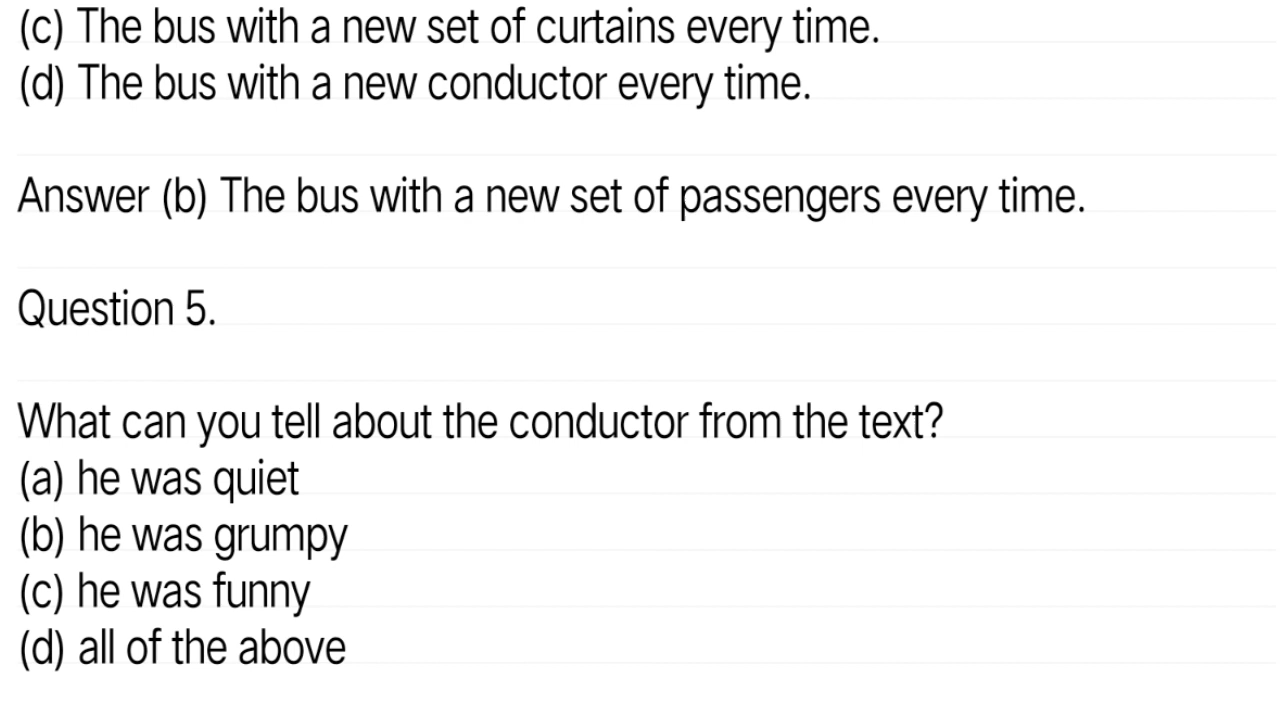 (c) The bus with a new set of curtains every time.
(d) The bus with a new conductor every time.
Answer (b) The bus with a new set of passengers every time.
Question 5.
What can you tell about the conductor from the text?
(a) he was quiet
(b) he was grumpy
(c) he was funny
(d) all of the above